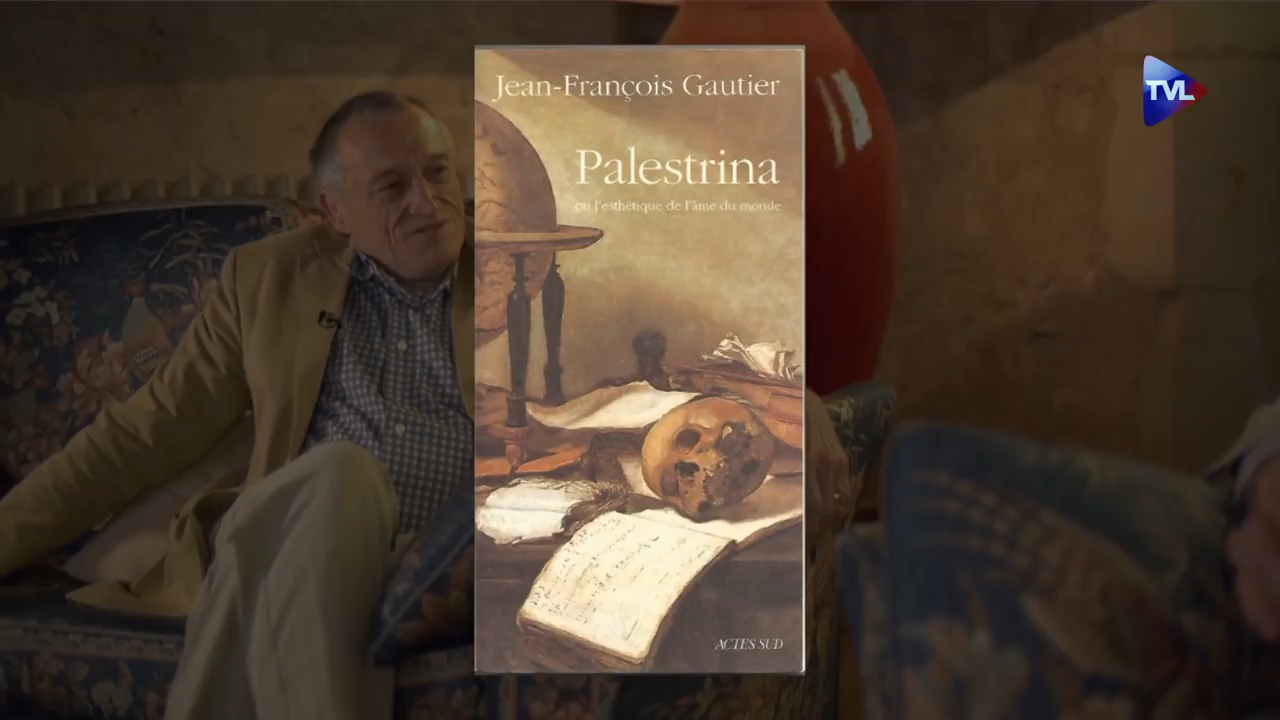 Jean-François Gautier
Palestrina
ou l'esthétique de l'âme du monde
ACTES SUD
TVL